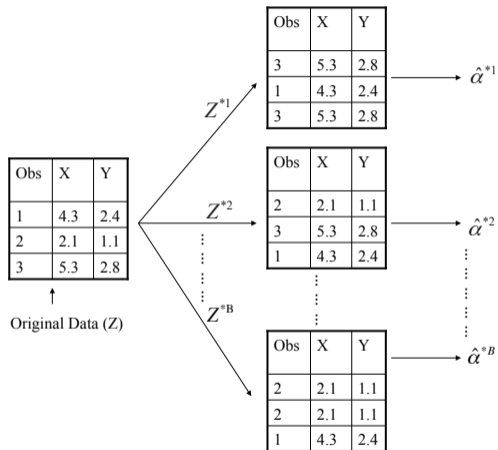 Obs X Y
3 5.3 2.8
1 4.3 2.4
3 5.3 2.8
α̂*1
Z*1
Obs X Y
1 4.3 2.4
2 2.1 1.1
3 5.3 2.8
Original Data (Z)
Z*2
Obs X Y
2 2.1 1.1
3 5.3 2.8
1 4.3 2.4
α̂*2
Z*B
Obs X Y
2 2.1 1.1
2 2.1 1.1
1 4.3 2.4
α̂*B